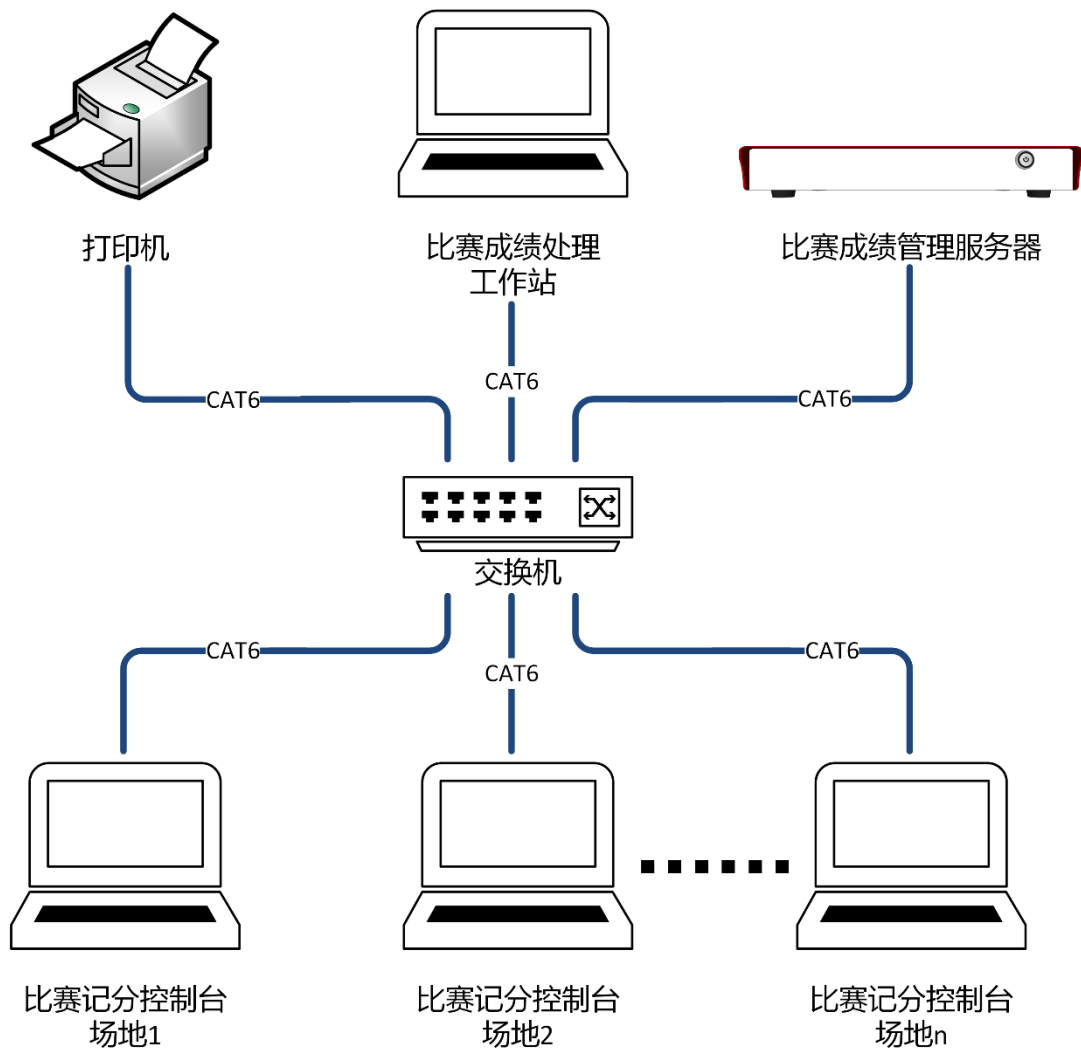 打印机
比赛成绩处理
工作站
比赛成绩管理服务器
CAT6
CAT6
CAT6
交换机
CAT6
CAT6
CAT6
比赛记分控制台
场地1
比赛记分控制台
场地2
比赛记分控制台
场地n